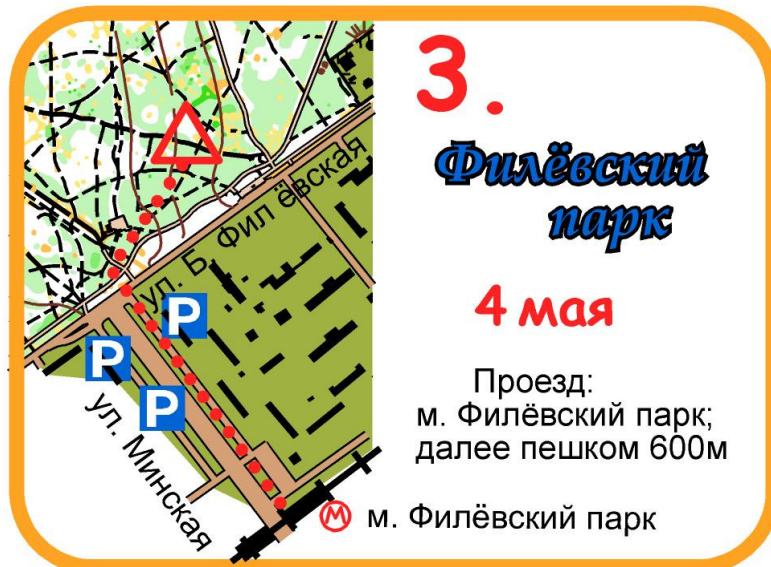 3.
Филёвский
парк
4 мая
Проезд:
м. Филёвский парк;
далее пешком 600м
М м. Филёвский парк
ул. Б. Филёвская
P
P
P
ул. Минская